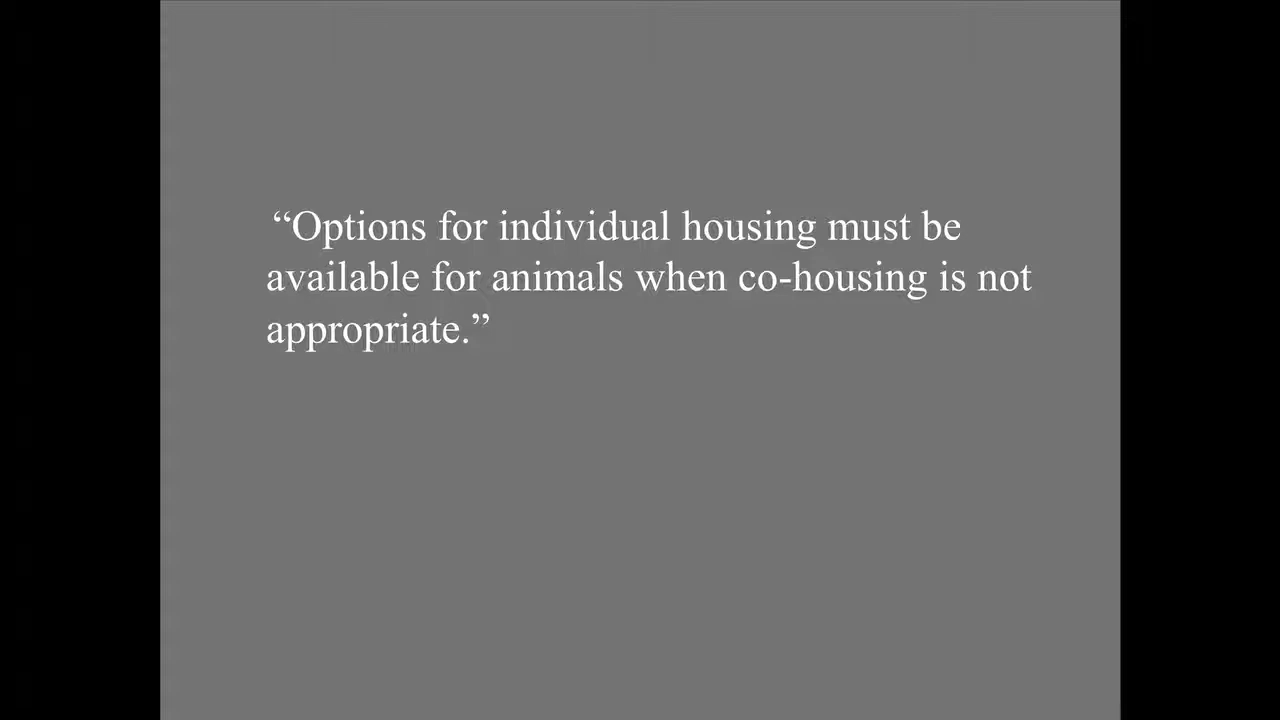 “Options for individual housing must be
available for animals when co-housing is not
appropriate.”